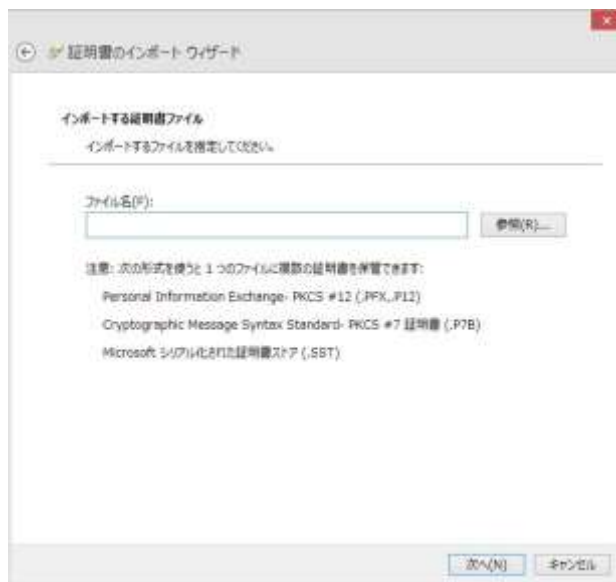 証明書のインポート ウィザード
インポートする証明書ファイル
インポートするファイルを指定してください。
ファイル名(F):
参照(R)...
注意: 次の形式を使うと 1 つのファイルに複数の証明書を保管できます:
Personal Information Exchange- PKCS #12 (.PFX,.P12)
Cryptographic Message Syntax Standard- PKCS #7 証明書 (.P7B)
Microsoft シリアル化された証明書ストア (.SST)
次へ(N)
キャンセル